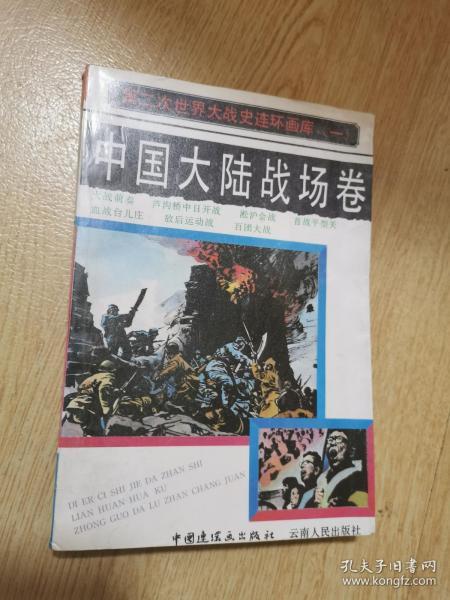 第二次世界大战史连环画库（一）
中国大陆战场卷
大战前奏 芦沟桥中日开战 淞沪会战 首战平型关
血战台儿庄 敌后运动战 百团大战
DI ER CI SHI JIE DA ZHAN SHI
LIAN HUAN HUA KU
ZHONG GUO DA LU ZHAN CHANG JUAN
中国连环画出版社 云南人民出版社
孔夫子旧书网
www.kongfz.com